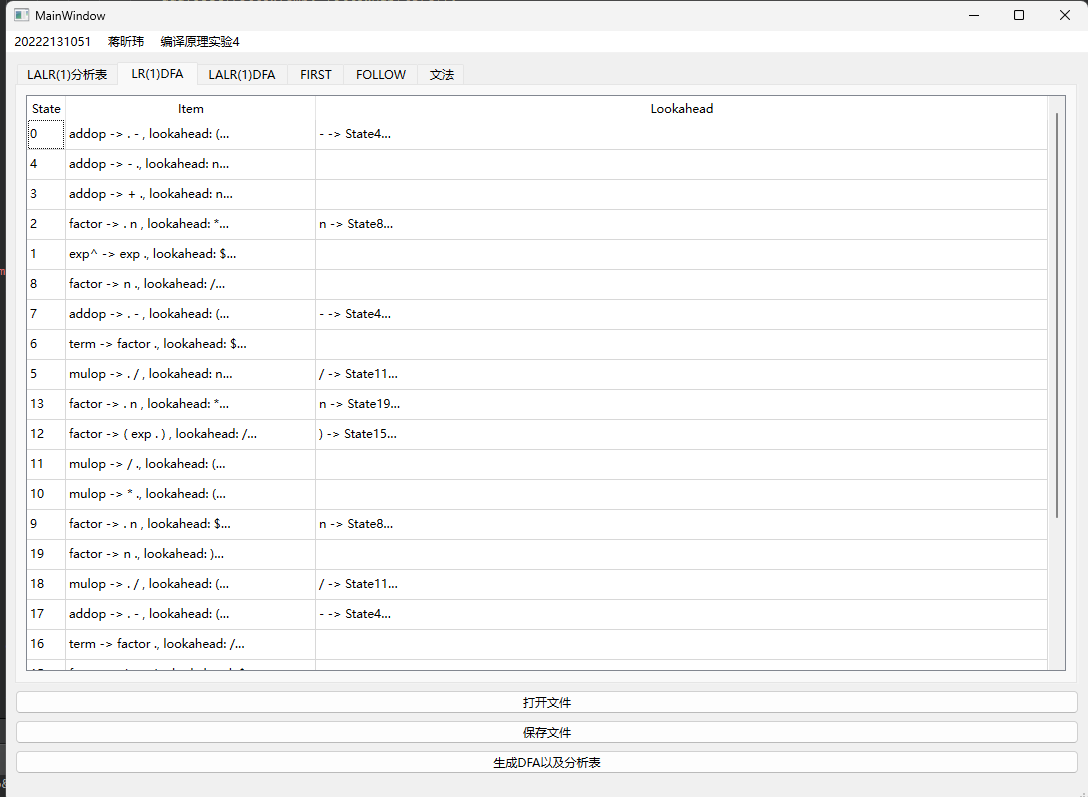 MainWindow
20222131051 蒋昕玮 编译原理实验4
LALR(1)分析表 LR(1)DFA LALR(1)DFA FIRST FOLLOW 文法
State Item Lookahead
0 addop -> . - , lookahead: (... - -> State4...
4 addop -> - ., lookahead: n...
3 addop -> + ., lookahead: n...
2 factor -> . n , lookahead: *... n -> State8...
1 exp^ -> exp ., lookahead: $...
8 factor -> n ., lookahead: /...
7 addop -> . - , lookahead: (... - -> State4...
6 term -> factor ., lookahead: $...
5 mulop -> . / , lookahead: n... / -> State11...
13 factor -> . n , lookahead: *... n -> State19...
12 factor -> ( exp . ) , lookahead: /... ) -> State15...
11 mulop -> / ., lookahead: (...
10 mulop -> * ., lookahead: (...
9 factor -> . n , lookahead: $... n -> State8...
19 factor -> n ., lookahead: )...
18 mulop -> . / , lookahead: (... / -> State11...
17 addop -> . - , lookahead: (... - -> State4...
16 term -> factor ., lookahead: /...
打开文件
保存文件
生成DFA以及分析表